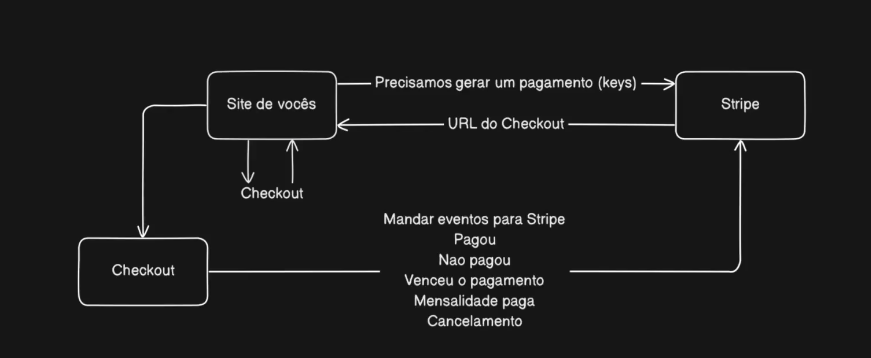 Precisamos gerar um pagamento (keys)
Site de vocês
Stripe
URL do Checkout
Checkout
Mandar eventos para Stripe
Pagou
Nao pagou
Venceu o pagamento
Mensalidade paga
Cancelamento
Checkout